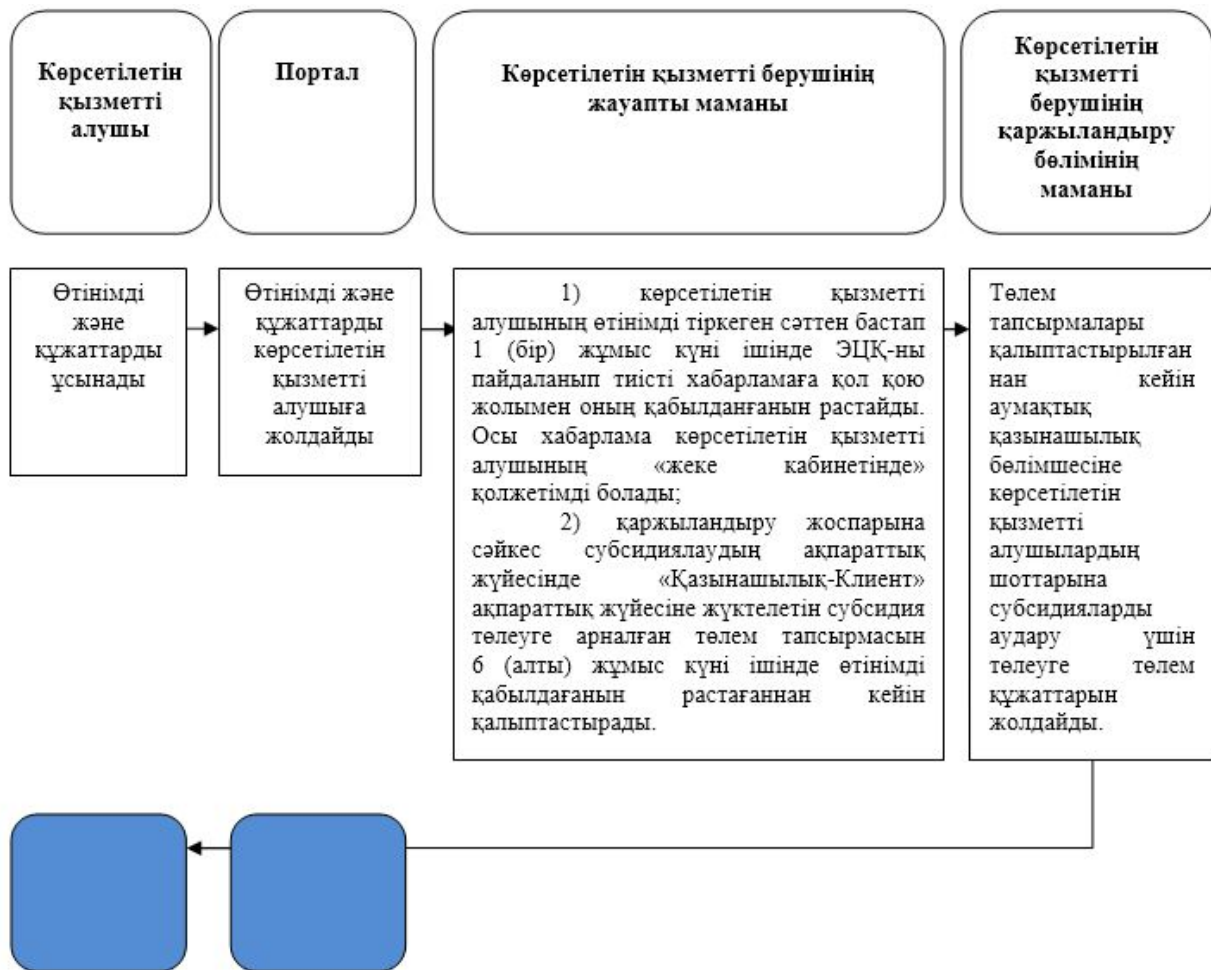 Көрсетілетін
қызметті
алушы
Портал
Көрсетілетін қызметті берушінің
жауапты маманы
Көрсетілетін
қызметті
берушінің
қаржыландыру
бөлімінің
маманы
Өтінімді
және
құжаттарды
ұсынады
Өтінімді және
құжаттарды
көрсетілетін
қызметті
алушыға
жолдайды
1) көрсетілетін қызметті
алушының өтінімді тіркеген сәттен бастап
1 (бір) жұмыс күні ішінде ЭЦҚ-ны
пайдаланып тиісті хабарламаға қол қою
жолымен оның қабылданғанын растайды.
Осы хабарлама көрсетілетін қызметті
алушының «жеке кабинетінде»
қолжетімді болады;
2) қаржыландыру жоспарына
сәйкес субсидиялаудың ақпараттық
жүйесінде «Қазынашылық-Клиент»
ақпараттық жүйесіне жүктелетін субсидия
төлеуге арналған төлем тапсырмасын
6 (алты) жұмыс күні ішінде өтінімді
қабылдағанын растағаннан кейін
қалыптастырады.
Төлем
тапсырмалары
қалыптастырылған
нан кейін
аумақтық
қазынашылық
бөлімшесіне
көрсетілетін
қызметті
алушылардың
шоттарына
субсидияларды
аудару үшін
төлеуге төлем
құжаттарын
жолдайды.